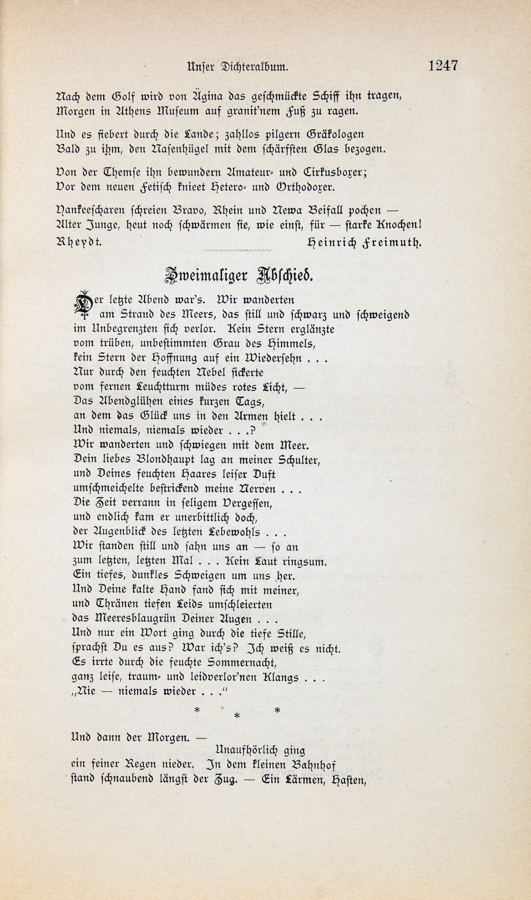 Unser Dichteralbum. 1247
Nach dem Golf wird von Ägina das geschmückte Schiff ihn tragen,
Morgen in Athens Museum auf granit'nem Fuß zu ragen.
Und es fiebert durch die Lande; zahllos pilgern Gräkologen
Bald zu ihm, den Nasenhügel mit dem schärfsten Glas bezogen.
Von der Themse ihn bewundern Amateur- und Cirkusboxer;
Vor dem neuen Fetisch knieet Hetero- und Orthodoxer.
Yankeescharen schreien Bravo, Rhein und Newa Beifall pochen —
Alter Junge, heut noch schwärmen sie, wie einst, für — starke Knochen!
Rheydt. Heinrich Freimuth.
Zweimaliger Abschied.
Der letzte Abend war's. Wir wanderten
am Strand des Meers, das still und schwarz und schweigend
im Unbegrenzten sich verlor. Kein Stern erglänzte
vom trüben, unbestimmten Grau des Himmels,
kein Stern der Hoffnung auf ein Wiedersehn . . .
Nur durch den feuchten Nebel sickerte
vom fernen Leuchtturm müdes rotes Licht, —
Das Abendglühen eines kurzen Tags,
an dem das Glück uns in den Armen hielt . . .
Und niemals, niemals wieder . . .?
Wir wanderten und schwiegen mit dem Meer.
Dein liebes Blondhaupt lag an meiner Schulter,
und Deines feuchten Haares leiser Duft
umschmeichelte bestrickend meine Nerven . . .
Die Zeit verrann in seligem Vergessen,
und endlich kam er unerbittlich doch,
der Augenblick des letzten Lebewohls . . .
Wir standen still und sahn uns an — so an
zum letzten, letzten Mal . . . Kein Laut ringsum.
Ein tiefes, dunkles Schweigen um uns her.
Und Deine kalte Hand fand sich mit meiner,
und Thränen tiefen Leids umschleierten
das Meeresblaugrün Deiner Augen . . .
Und nur ein Wort ging durch die tiefe Stille,
sprachst Du es aus? War ich's? Ich weiß es nicht.
Es irrte durch die feuchte Sommernacht,
ganz leise, traum- und leidverlor'nen Klangs . . .
„Nie — niemals wieder . . .“
* * *
Und dann der Morgen. —
Unaufhörlich ging
ein feiner Regen nieder. In dem kleinen Bahnhof
stand schnaubend längst der Zug. — Ein Lärmen, Hasten,